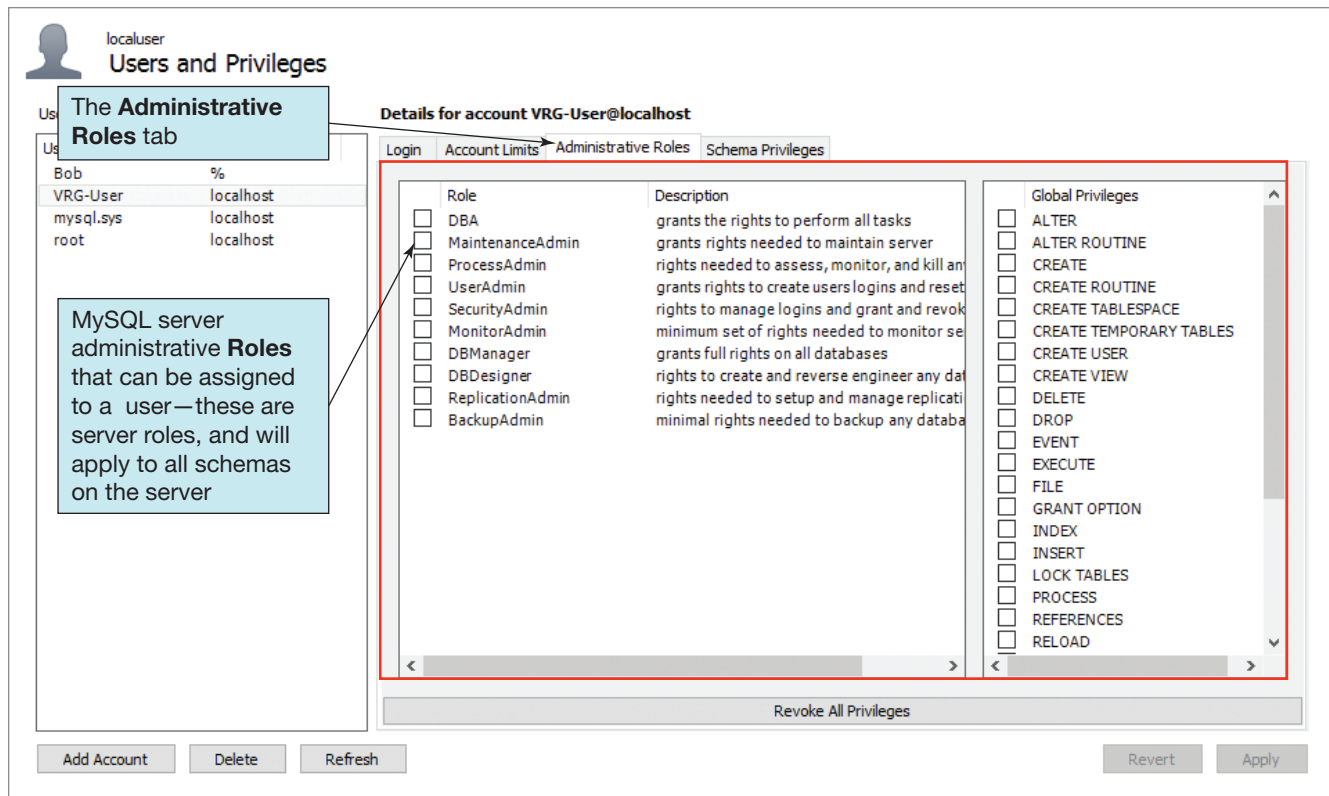 localuser
Users and Privileges
The Administrative
Roles tab
Us
Us
Bob %
VRG-User localhost
mysql.sys localhost
root localhost
MySQL server
administrative Roles
that can be assigned
to a user—these are
server roles, and will
apply to all schemas
on the server
Details for account VRG-User@localhost
Login Account Limits Administrative Roles Schema Privileges
Role Description
DBA grants the rights to perform all tasks
MaintenanceAdmin grants rights needed to maintain server
ProcessAdmin rights needed to assess, monitor, and kill an
UserAdmin grants rights to create users logins and reset
SecurityAdmin rights to manage logins and grant and revok
MonitorAdmin minimum set of rights needed to monitor se
DBManager grants full rights on all databases
DBDesigner rights to create and reverse engineer any dat
ReplicationAdmin rights needed to setup and manage replicati
BackupAdmin minimal rights needed to backup any databa
Global Privileges
ALTER
ALTER ROUTINE
CREATE
CREATE ROUTINE
CREATE TABLESPACE
CREATE TEMPORARY TABLES
CREATE USER
CREATE VIEW
DELETE
DROP
EVENT
EXECUTE
FILE
GRANT OPTION
INDEX
INSERT
LOCK TABLES
PROCESS
REFERENCES
RELOAD
Revoke All Privileges
Add Account Delete Refresh Revert Apply